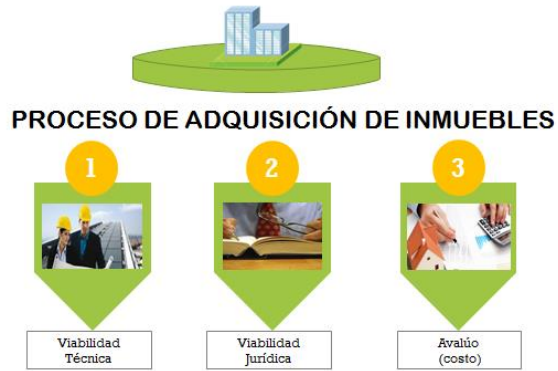 PROCESO DE ADQUISICIÓN DE INMUEBLES
1
2
3
Viabilidad
Técnica
Viabilidad
Jurídica
Avalúo
(costo)